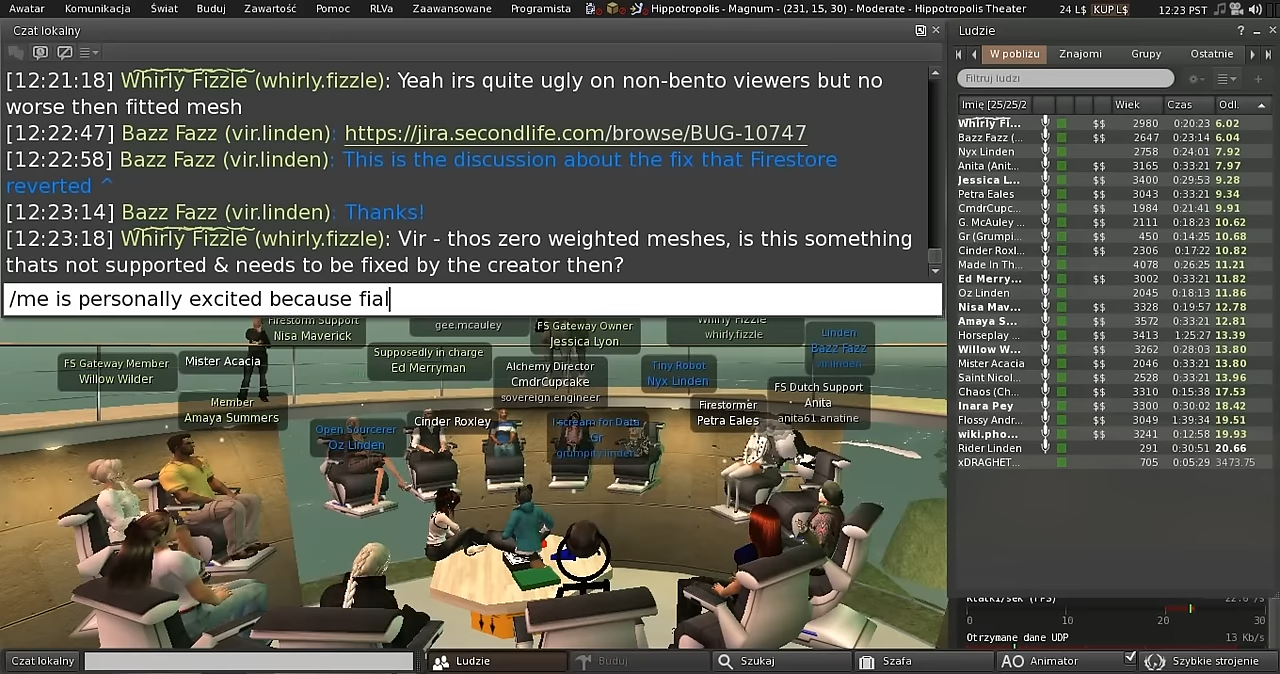 Awatar Komunikacja Świat Buduj Zawartość Pomoc RLVa Zaawansowane Programista Hippotropolis - Magnum - (231, 15, 30) - Moderate - Hippotropolis Theater 24 L$ KUP L$ 12:23 PST
Czat lokalny
[12:21:18] Whirly Fizzle (whirly.fizzle): Yeah irs quite ugly on non-bento viewers but no
worse then fitted mesh
[12:22:47] Bazz Fazz (vir.linden): https://jira.secondlife.com/browse/BUG-10747
[12:22:58] Bazz Fazz (vir.linden): This is the discussion about the fix that Firestore
reverted ^
[12:23:14] Bazz Fazz (vir.linden): Thanks!
[12:23:18] Whirly Fizzle (whirly.fizzle): Vir - thos zero weighted meshes, is this something
thats not supported & needs to be fixed by the creator then?
/me is personally excited because fial
Firestorm Support
Nisa Maverick
gee.mcauley
FS Gateway Owner
Jessica Lyon
Whirly Fizzle
whirly.fizzle
Linden
Bazz Fazz
vir.linden
FS Gateway Member
Willow Wilder
Mister Acacia
Supposedly in charge
Ed Merryman
Alchemy Director
CmdrCupcake
sovereign.engineer
Tiny Robot
Nyx Linden
FS Dutch Support
Anita
anita61.anatine
Member
Amaya Summers
Open Sourcerer
Oz Linden
Cinder Roxley
I scream for Data
Gr
grumpity.linden
Firestormer
Petra Eales
Ludzie
? – ×
W pobliżu Znajomi Grupy Ostatnie
Filtruj ludzi
Imię [25/25/2 Wiek Czas Odl.
Whirly Fi... $$ 2980 0:20:23 6.02
Bazz Fazz (... $$ 2647 0:23:14 6.04
Nyx Linden 2758 0:24:01 7.92
Anita (Anit... $$ 3165 0:33:21 7.97
Jessica L... $$ 3400 0:29:53 9.28
Petra Eales $$ 3043 0:33:21 9.34
CmdrCupc... $$ 1984 0:21:41 9.91
G. McAuley $$ 2111 0:18:23 10.62
Gr (Grumpi... $$ 450 0:14:25 10.68
Cinder Roxl... $$ 2306 0:17:22 10.82
Made In Th... 4078 0:26:25 11.21
Ed Merry... $$ 3002 0:33:21 11.82
Oz Linden 2045 0:18:13 11.86
Nisa Mav... $$ 3328 0:19:57 12.78
Amaya S... $$ 3572 0:33:21 12.81
Horseplay ... $$ 3413 1:25:27 13.39
Willow W... $$ 3262 0:28:03 13.80
Mister Acacia $$ 2046 0:33:21 13.80
Saint Nicol... $$ 2528 0:33:21 13.96
Chaos (Ch... $$ 3310 0:15:38 17.53
Inara Pey $$ 3300 0:30:02 18.42
Flossy Andr... $$ 3049 1:39:34 19.51
wiki.pho... $$ 3241 0:12:58 19.93
Rider Linden 291 0:30:51 20.66
xDRAGHET... 705 0:05:29 3473.75
Klatki/sek (FPS)
0 10 20 30
Otrzymane dane UDP 13 Kb/s
Czat lokalny Ludzie Buduj Szukaj Szafa AO Animator Szybkie strojenie